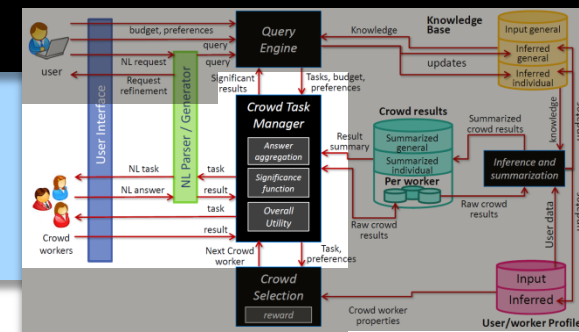 Knowledge
Base
budget, preferences
query
Query
Engine
Knowledge
Input general
Inferred
general
Inferred
individual
user
NL request
query
updates
Request
refinement
Significant
results
Tasks, budget,
preferences
User Interface
NL Parser / Generator
Crowd Task
Manager
Crowd results
knowledge
updates
Answer
aggregation
Result
summary
Summarized
general
Summarized
individual
Summarized
crowd results
NL task
task
Significance
function
Inference and
summarization
NL answer
result
Per worker
task
Overall
Utility
Raw crowd
results
Raw crowd
results
result
Crowd
workers
Next Crowd
worker
Task,
preferences
User data
updates
Crowd
Selection
reward
Crowd worker
properties
Input
Inferred
User/worker Profile